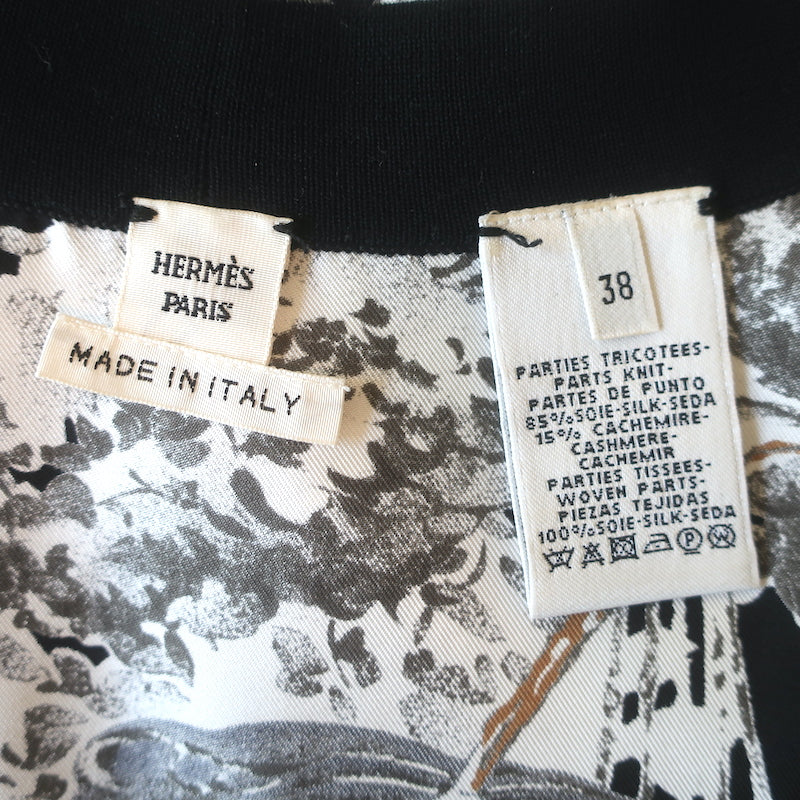 HERMÈS
PARIS
MADE IN ITALY
38
PARTIES TRICOTEES-
PARTS KNIT-
PARTES DE PUNTO
85%SOIE-SILK-SEDA
15% CACHEMIRE-
CASHMERE-
CACHEMIR
PARTIES TISSEES-
WOVEN PARTS-
PIEZAS TEJIDAS
100%SOIE-SILK-SEDA
P W